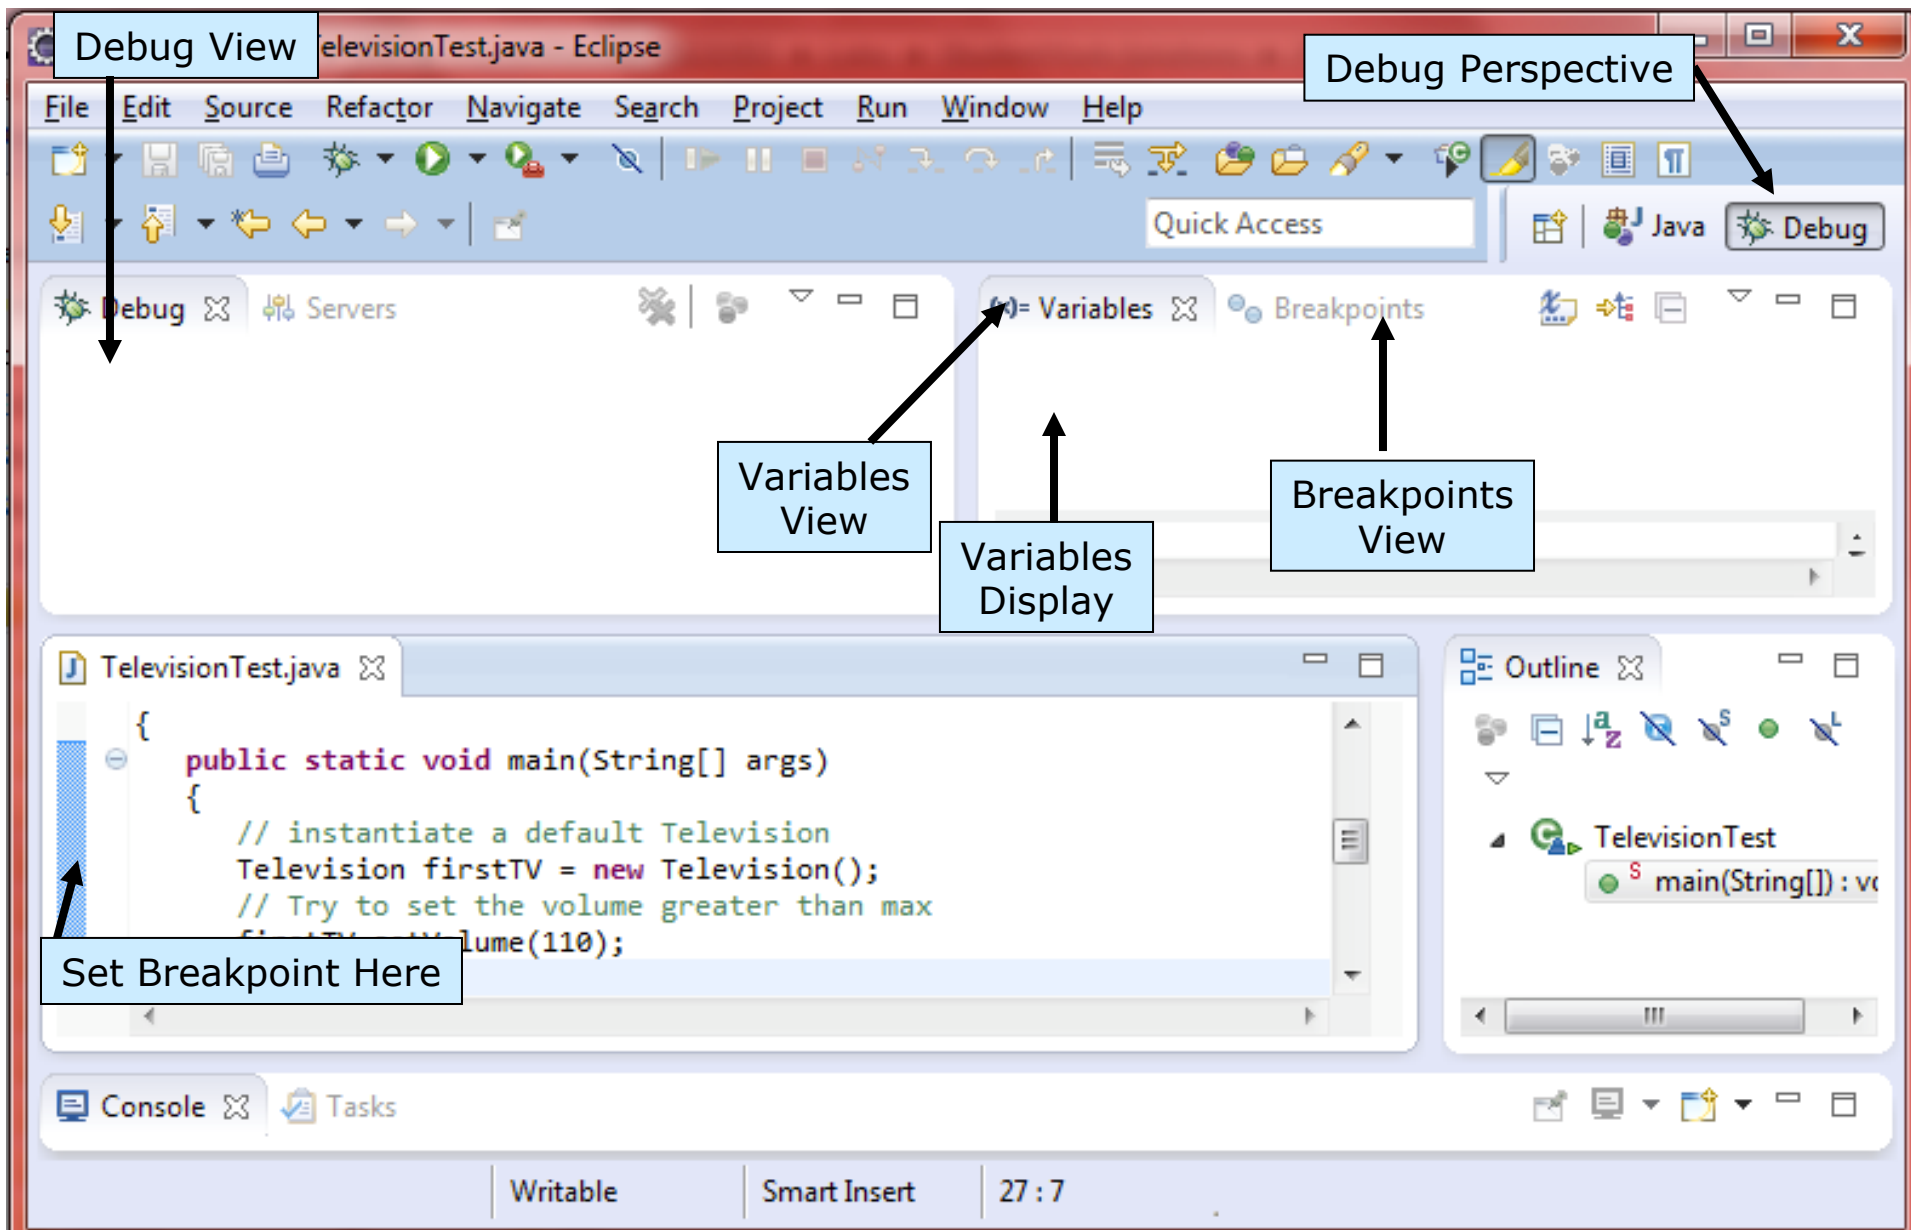 Debug View
elevisionTest.java - Eclipse
Debug Perspective
File Edit Source Refactor Navigate Search Project Run Window Help
Quick Access
Java
Debug
Debug
Servers
(x)= Variables
Breakpoints
Variables
View
Variables
Display
Breakpoints
View
TelevisionTest.java
{
public static void main(String[] args)
{
// instantiate a default Television
Television firstTV = new Television();
// Try to set the volume greater than max
lume(110);
Set Breakpoint Here
Outline
TelevisionTest
main(String[]) : vo
Console
Tasks
Writable
Smart Insert
27 : 7